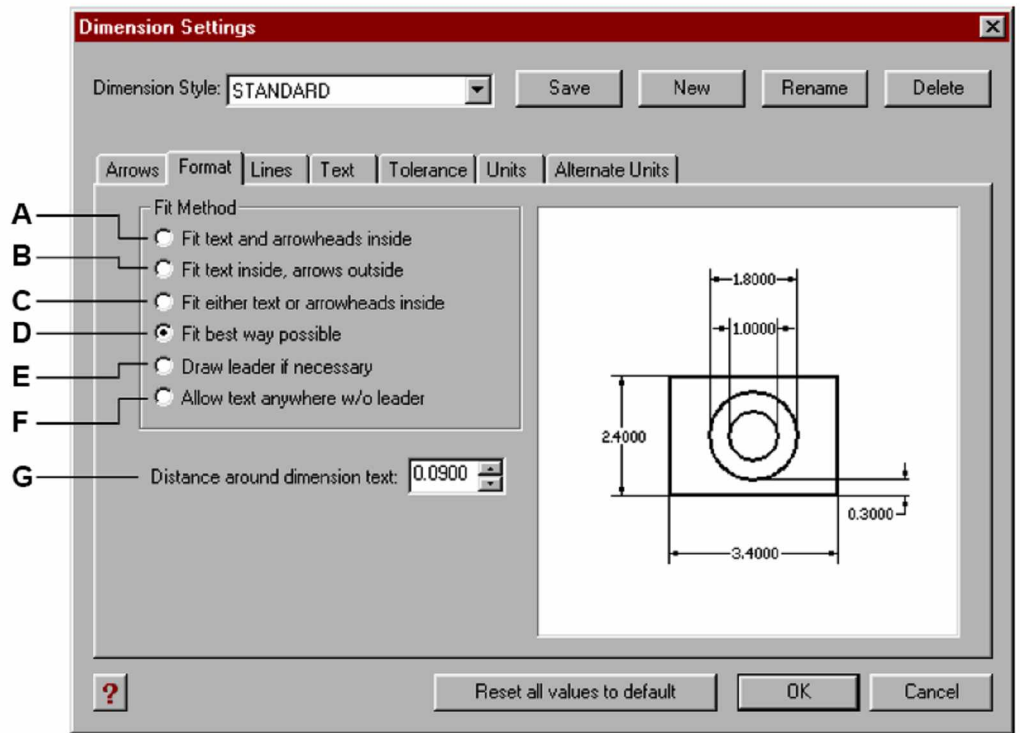 Dimension Settings
Dimension Style: STANDARD Save New Rename Delete
Arrows Format Lines Text Tolerance Units Alternate Units
Fit Method
A Fit text and arrowheads inside
B Fit text inside, arrows outside
C Fit either text or arrowheads inside
D Fit best way possible
E Draw leader if necessary
F Allow text anywhere w/o leader
G Distance around dimension text: 0.0900
1.8000
1.0000
2.4000
0.3000
3.4000
? Reset all values to default OK Cancel